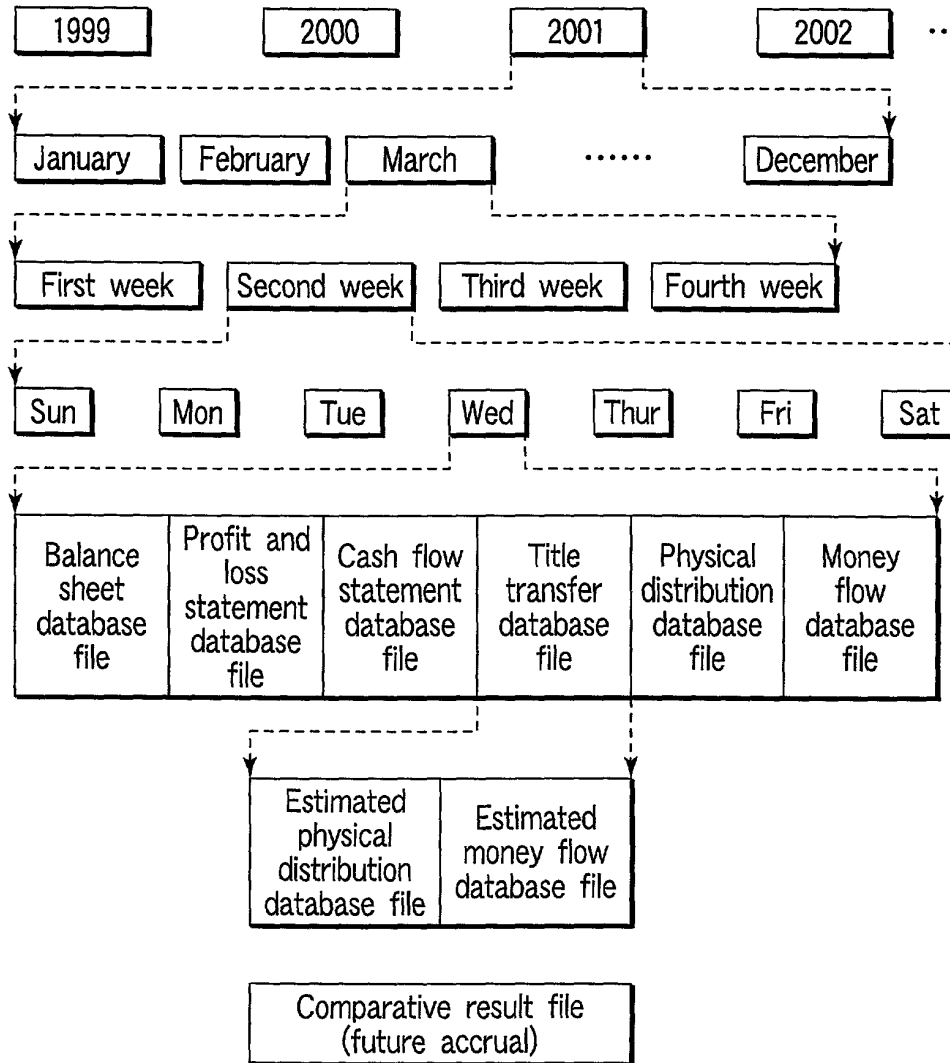 1999 2000 2001 2002 ..
January February March ...... December
First week Second week Third week Fourth week
Sun Mon Tue Wed Thur Fri Sat
Balance
sheet
database
file
Profit and
loss
statement
database
file
Cash flow
statement
database
file
Title
transfer
database
file
Physical
distribution
database
file
Money
flow
database
file
Estimated
physical
distribution
database file
Estimated
money flow
database file
Comparative result file
(future accrual)